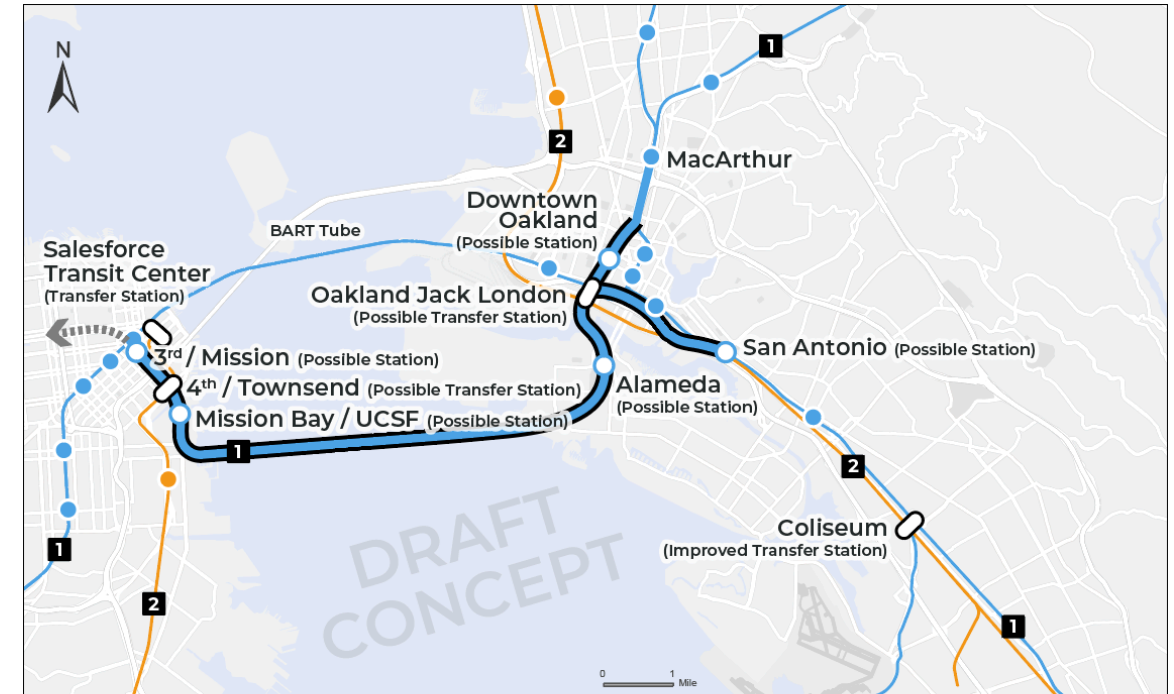 N
1
2
MacArthur
Downtown
Oakland
(Possible Station)
BART Tube
Salesforce
Transit Center
(Transfer Station)
Oakland Jack London
(Possible Transfer Station)
3rd / Mission (Possible Station)
San Antonio (Possible Station)
4th / Townsend (Possible Transfer Station)
Alameda
(Possible Station)
Mission Bay / UCSF (Possible Station)
1
2
DRAFT
CONCEPT
Coliseum
(Improved Transfer Station)
1
2
1
0 1
Mile